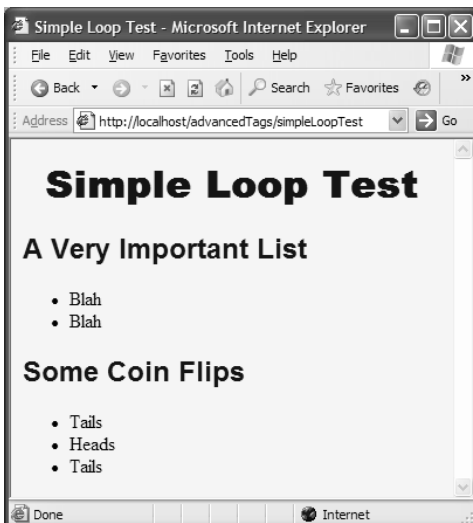 Simple Loop Test - Microsoft Internet Explorer
File Edit View Favorites Tools Help
Back Search Favorites »
Address http://localhost/advancedTags/simpleLoopTest Go
Simple Loop Test
A Very Important List
• Blah
• Blah
Some Coin Flips
• Tails
• Heads
• Tails
Done Internet